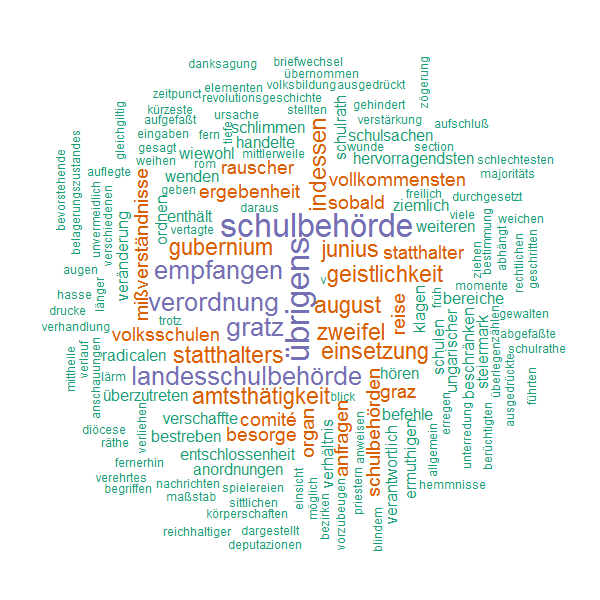 danksagung
briefwechsel
übernommen
zögerung
zeitpunct
elementen
volksbildung
ausgedrückt
revolutionsgeschichte
kürzeste
ursache
stellten
gehindert
gleichgiltig
aufgefaßt
tiefe
schulrath
verstärkung
aufschluß
eingaben
fern
schlimmen
indessen
schulsachen
gesagt
wiewohl
handelte
mittlerweile
wunde
section
bevorstehende
belagerungszustandes
weihen
rom
rauscher
hervorragendsten
schlechtesten
auflegte
wenden
vollkommensten
majoritäts
unvermeidlich
verschiedenen
mißverständnisse
geben
ergebenheit
sobald
freilich
durchgesetzt
ordnen
enthält
daraus
ziemlich
viele
weichen
veränderung
vertagte
schulbehörde
weiteren
bestimmung
abhängt
rechtlichen
geschritten
gubernium
übrigens
junius
statthalter
ziehen
augen
empfangen
v
geistlichkeit
hasse
länger
momente
drucke
verordnung
august
reise
früh
bereiche
gewalten
verhandlung
trotz
gratz
zweifel
klagen
zählen
abgefaßte
volksschulen
schulen
ungarischer
beschränken
steiermark
mittheile
verlauf
anschauungen
radicalen
statthalters
einsetzung
überlegen
ausgedrückte
schulrathe
lärm
landesschulbehörde
hören
führten
überzutreten
amtsthätigkeit
blick
graz
diöcese
verliehen
verschaffte
comité
organ
anfragen
schulbehörden
befehle
erregen
unterredung
berüchtigten
räthe
bestreben
besorge
verhältnis
anweisen
verantwortlich
ermuthigen
allgemein
fernerhin
entschlossenheit
verehrtes
anordnungen
einsicht
priestern
begriffen
nachrichten
spielereien
möglich
vorzubeugen
hemmnisse
maßstab
sittlichen
bezirken
blindern
körperschaften
reichhaltiger
dargestellt
deputazionen